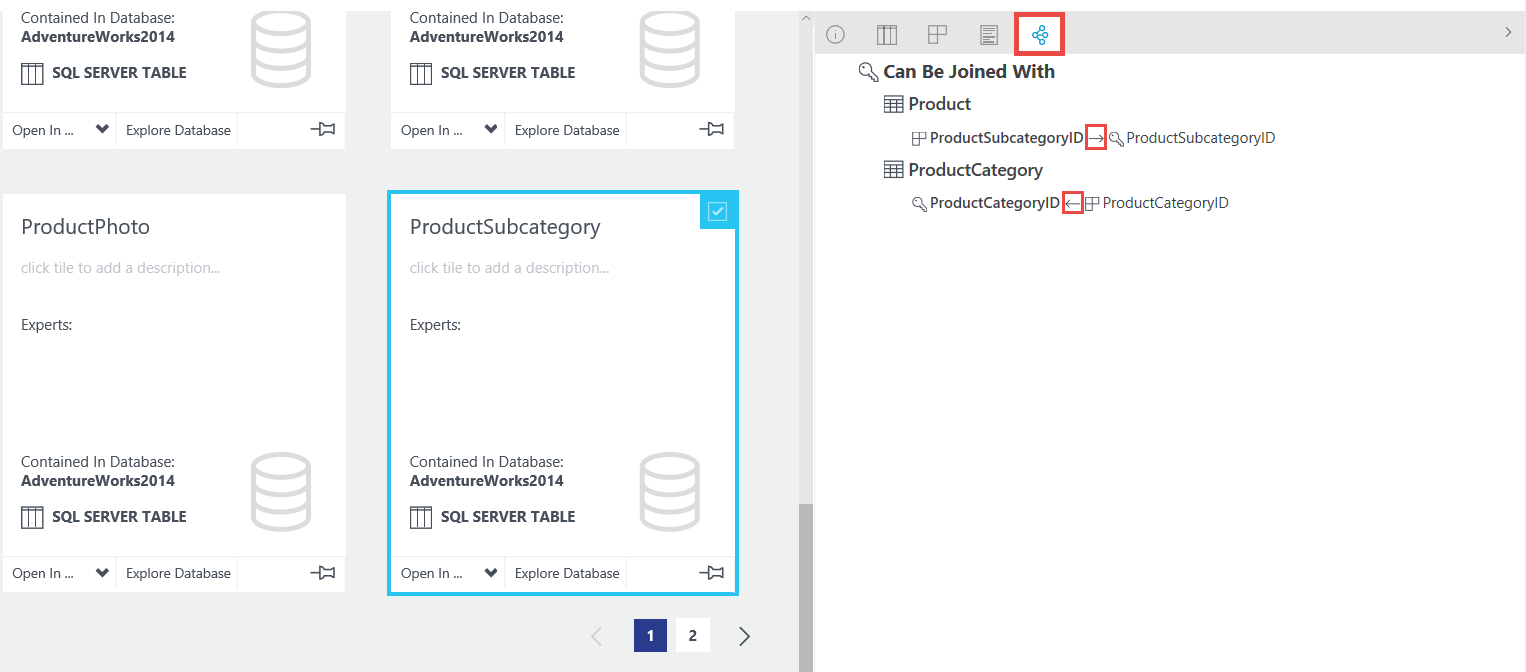 Contained In Database:
AdventureWorks2014
SQL SERVER TABLE
Open In ...
Explore Database
Contained In Database:
AdventureWorks2014
SQL SERVER TABLE
Open In ...
Explore Database
ProductPhoto
click tile to add a description...
Experts:
Contained In Database:
AdventureWorks2014
SQL SERVER TABLE
Open In ...
Explore Database
ProductSubcategory
click tile to add a description...
Experts:
Contained In Database:
AdventureWorks2014
SQL SERVER TABLE
Open In ...
Explore Database
1 2
Can Be Joined With
Product
ProductSubcategoryID → ProductSubcategoryID
ProductCategory
ProductCategoryID ← ProductCategoryID